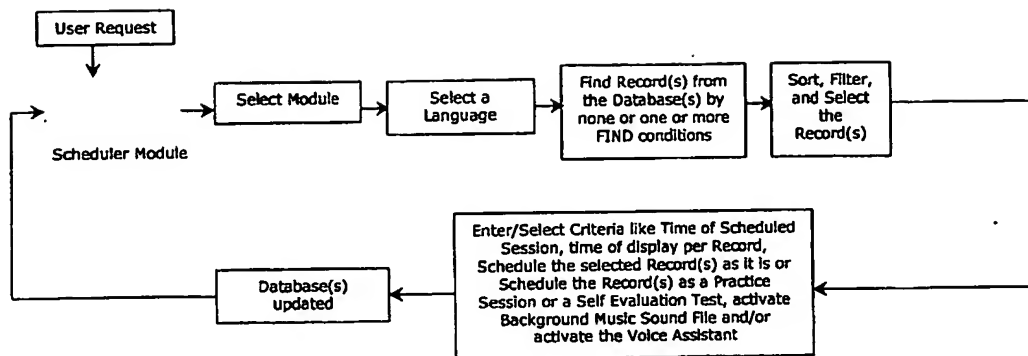 User Request
Scheduler Module
Select Module
Select a
Language
Find Record(s) from
the Database(s) by
none or one or more
FIND conditions
Sort, Filter,
and Select
the
Record(s)
Enter/Select Criteria like Time of Scheduled
Session, time of display per Record,
Schedule the selected Record(s) as it is or
Schedule the Record(s) as a Practice
Session or a Self Evaluation Test, activate
Background Music Sound File and/or
activate the Voice Assistant
Database(s)
updated